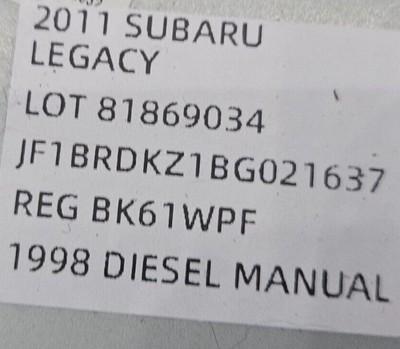 2011 SUBARU
LEGACY
LOT 81869034
JF1BRDKZ1BG021637
REG BK61WPF
1998 DIESEL MANUAL